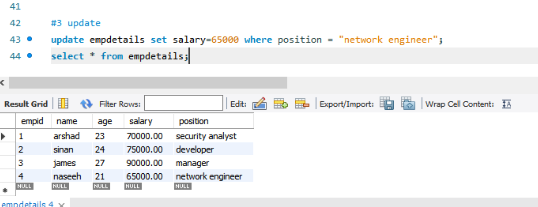 41
42 #3 update
43 update empdetails set salary=65000 where position = "network engineer";
44 select * from empdetails;
Result Grid Filter Rows: Edit: Export/Import: Wrap Cell Content: IA
empid name age salary position
1 arshad 23 70000.00 security analyst
2 sinan 24 75000.00 developer
3 james 27 90000.00 manager
4 naseeh 21 65000.00 network engineer
NULL NULL NULL NULL NULL
empdetails 4 x